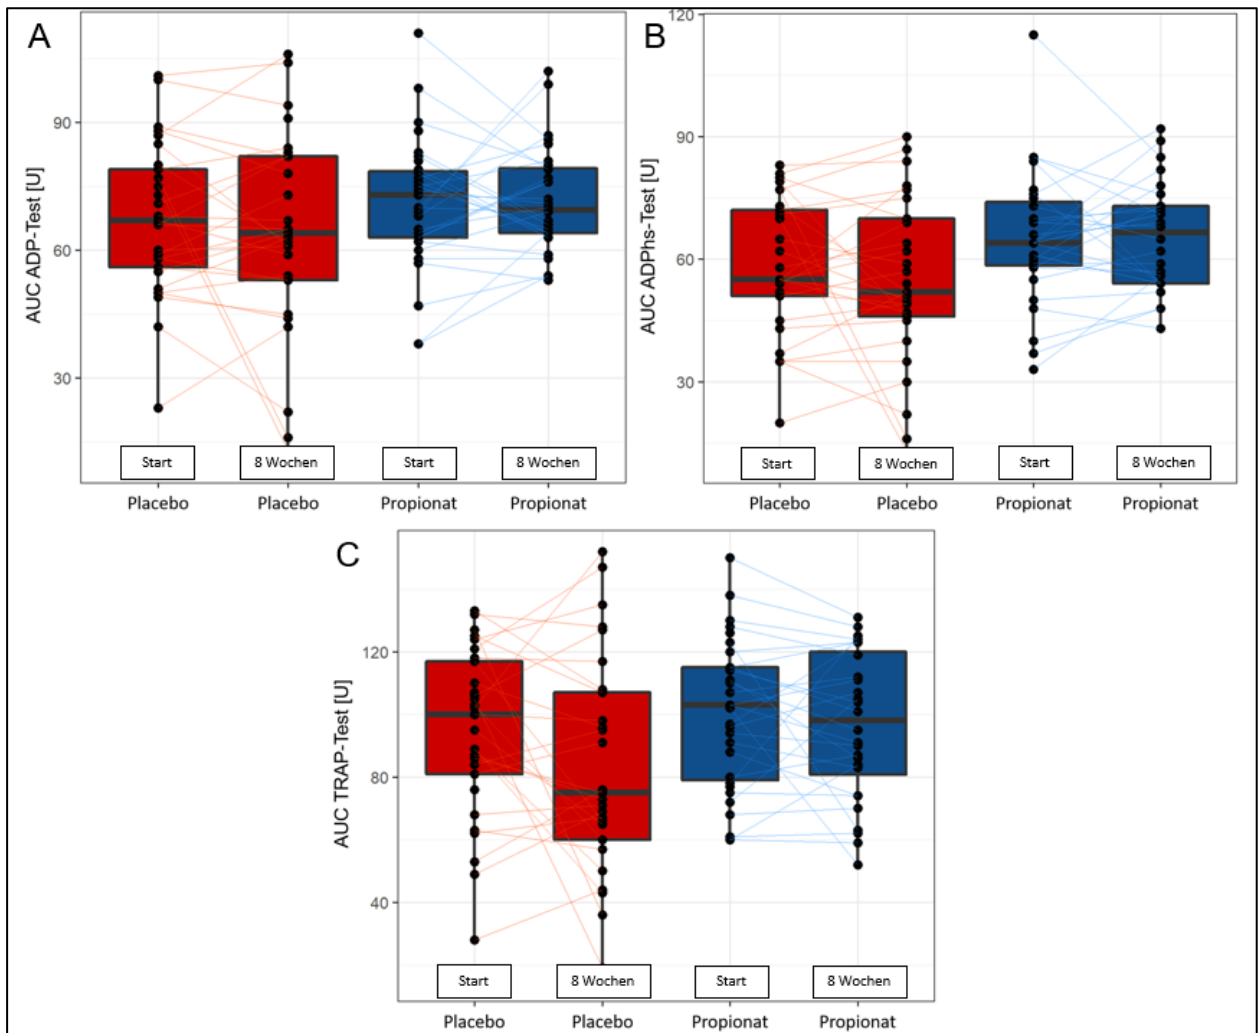 A
AUC ADP-Test [U]
90
60
30
Start
8 Wochen
Start
8 Wochen
Placebo
Placebo
Propionat
Propionat
B
AUC ADPhs-Test [U]
120
90
60
30
Start
8 Wochen
Start
8 Wochen
Placebo
Placebo
Propionat
Propionat
C
AUC TRAP-Test [U]
120
80
40
Start
8 Wochen
Start
8 Wochen
Placebo
Placebo
Propionat
Propionat